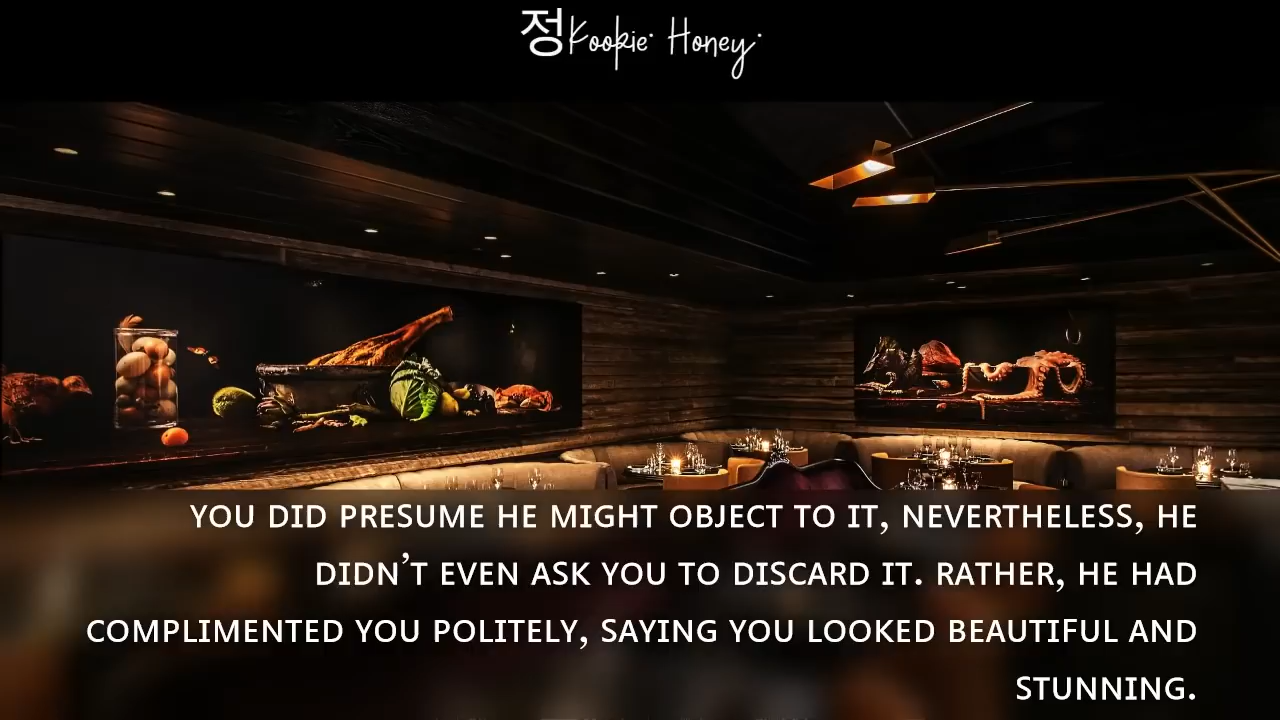 정Kookie Honey
YOU DID PRESUME HE MIGHT OBJECT TO IT, NEVERTHELESS, HE
DIDN’T EVEN ASK YOU TO DISCARD IT. RATHER, HE HAD
COMPLIMENTED YOU POLITELY, SAYING YOU LOOKED BEAUTIFUL AND
STUNNING.